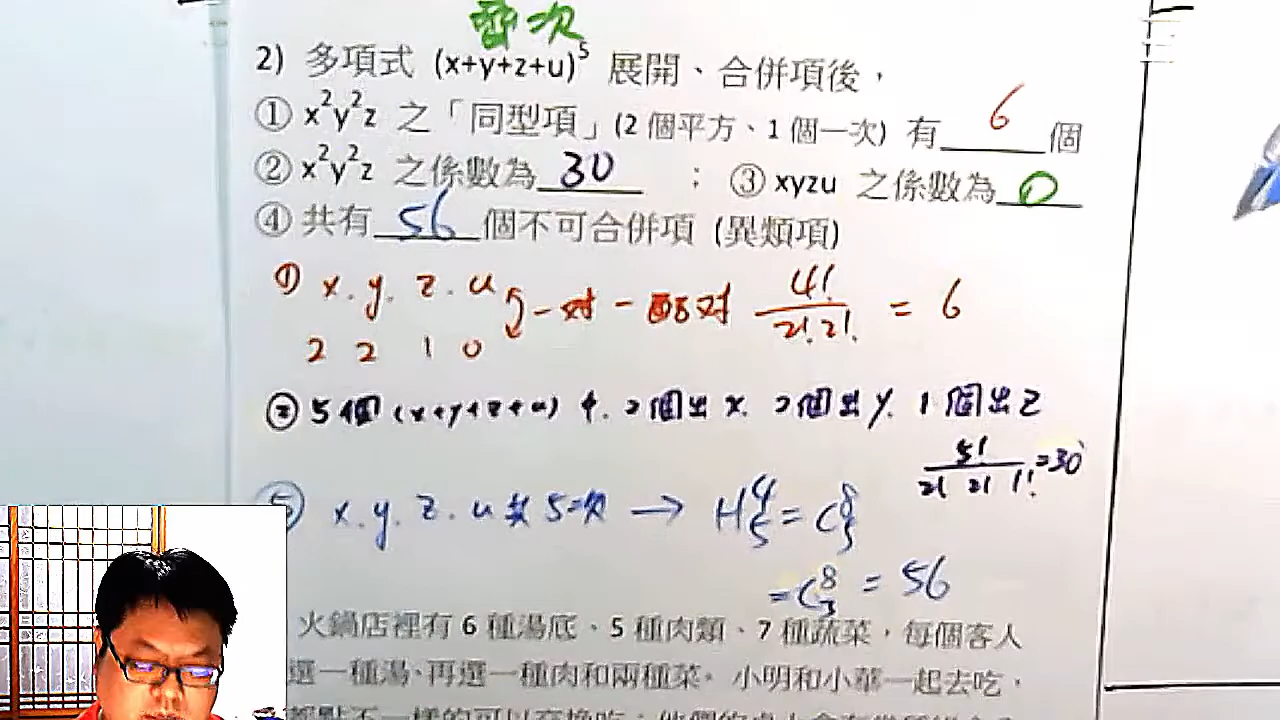 齊次
2) 多項式 (x+y+z+u)⁵ 展開、合併項後，
① x²y²z 之「同型項」(2 個平方、1 個一次) 有 6 個
② x²y²z 之係數為 30 ； ③ xyzu 之係數為 0
④ 共有 56 個不可合併項 (異類項)
① x. y. z. u 一对一配对 4!/2!2! = 6
2 2 1 0
② 5個 (x+y+z+u) 中. 2個出 x. 2個出 y. 1個出 z
5!/2! 2! 1! = 30
x. y. z. u 共 5次 → H⁴₅ = C⁸₅
= C⁸₃ = 56
火鍋店裡有 6 種湯底、5 種肉類、7 種蔬菜，每個客人
選一種湯、再選一種肉和兩種菜。小明和小華一起去吃，